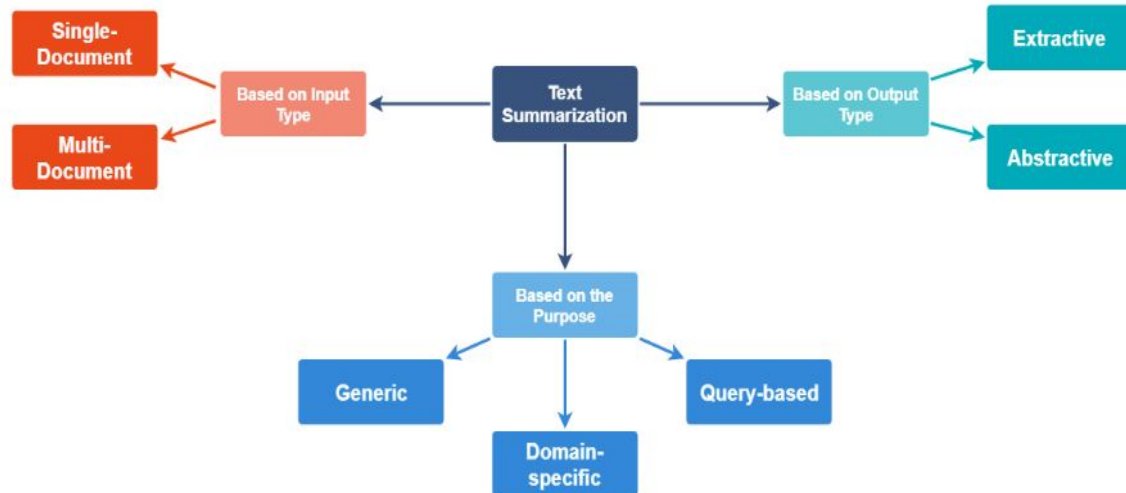 Single-
Document
Multi-
Document
Based on Input
Type
Text
Summarization
Based on Output
Type
Extractive
Abstractive
Based on the
Purpose
Generic
Domain-
specific
Query-based